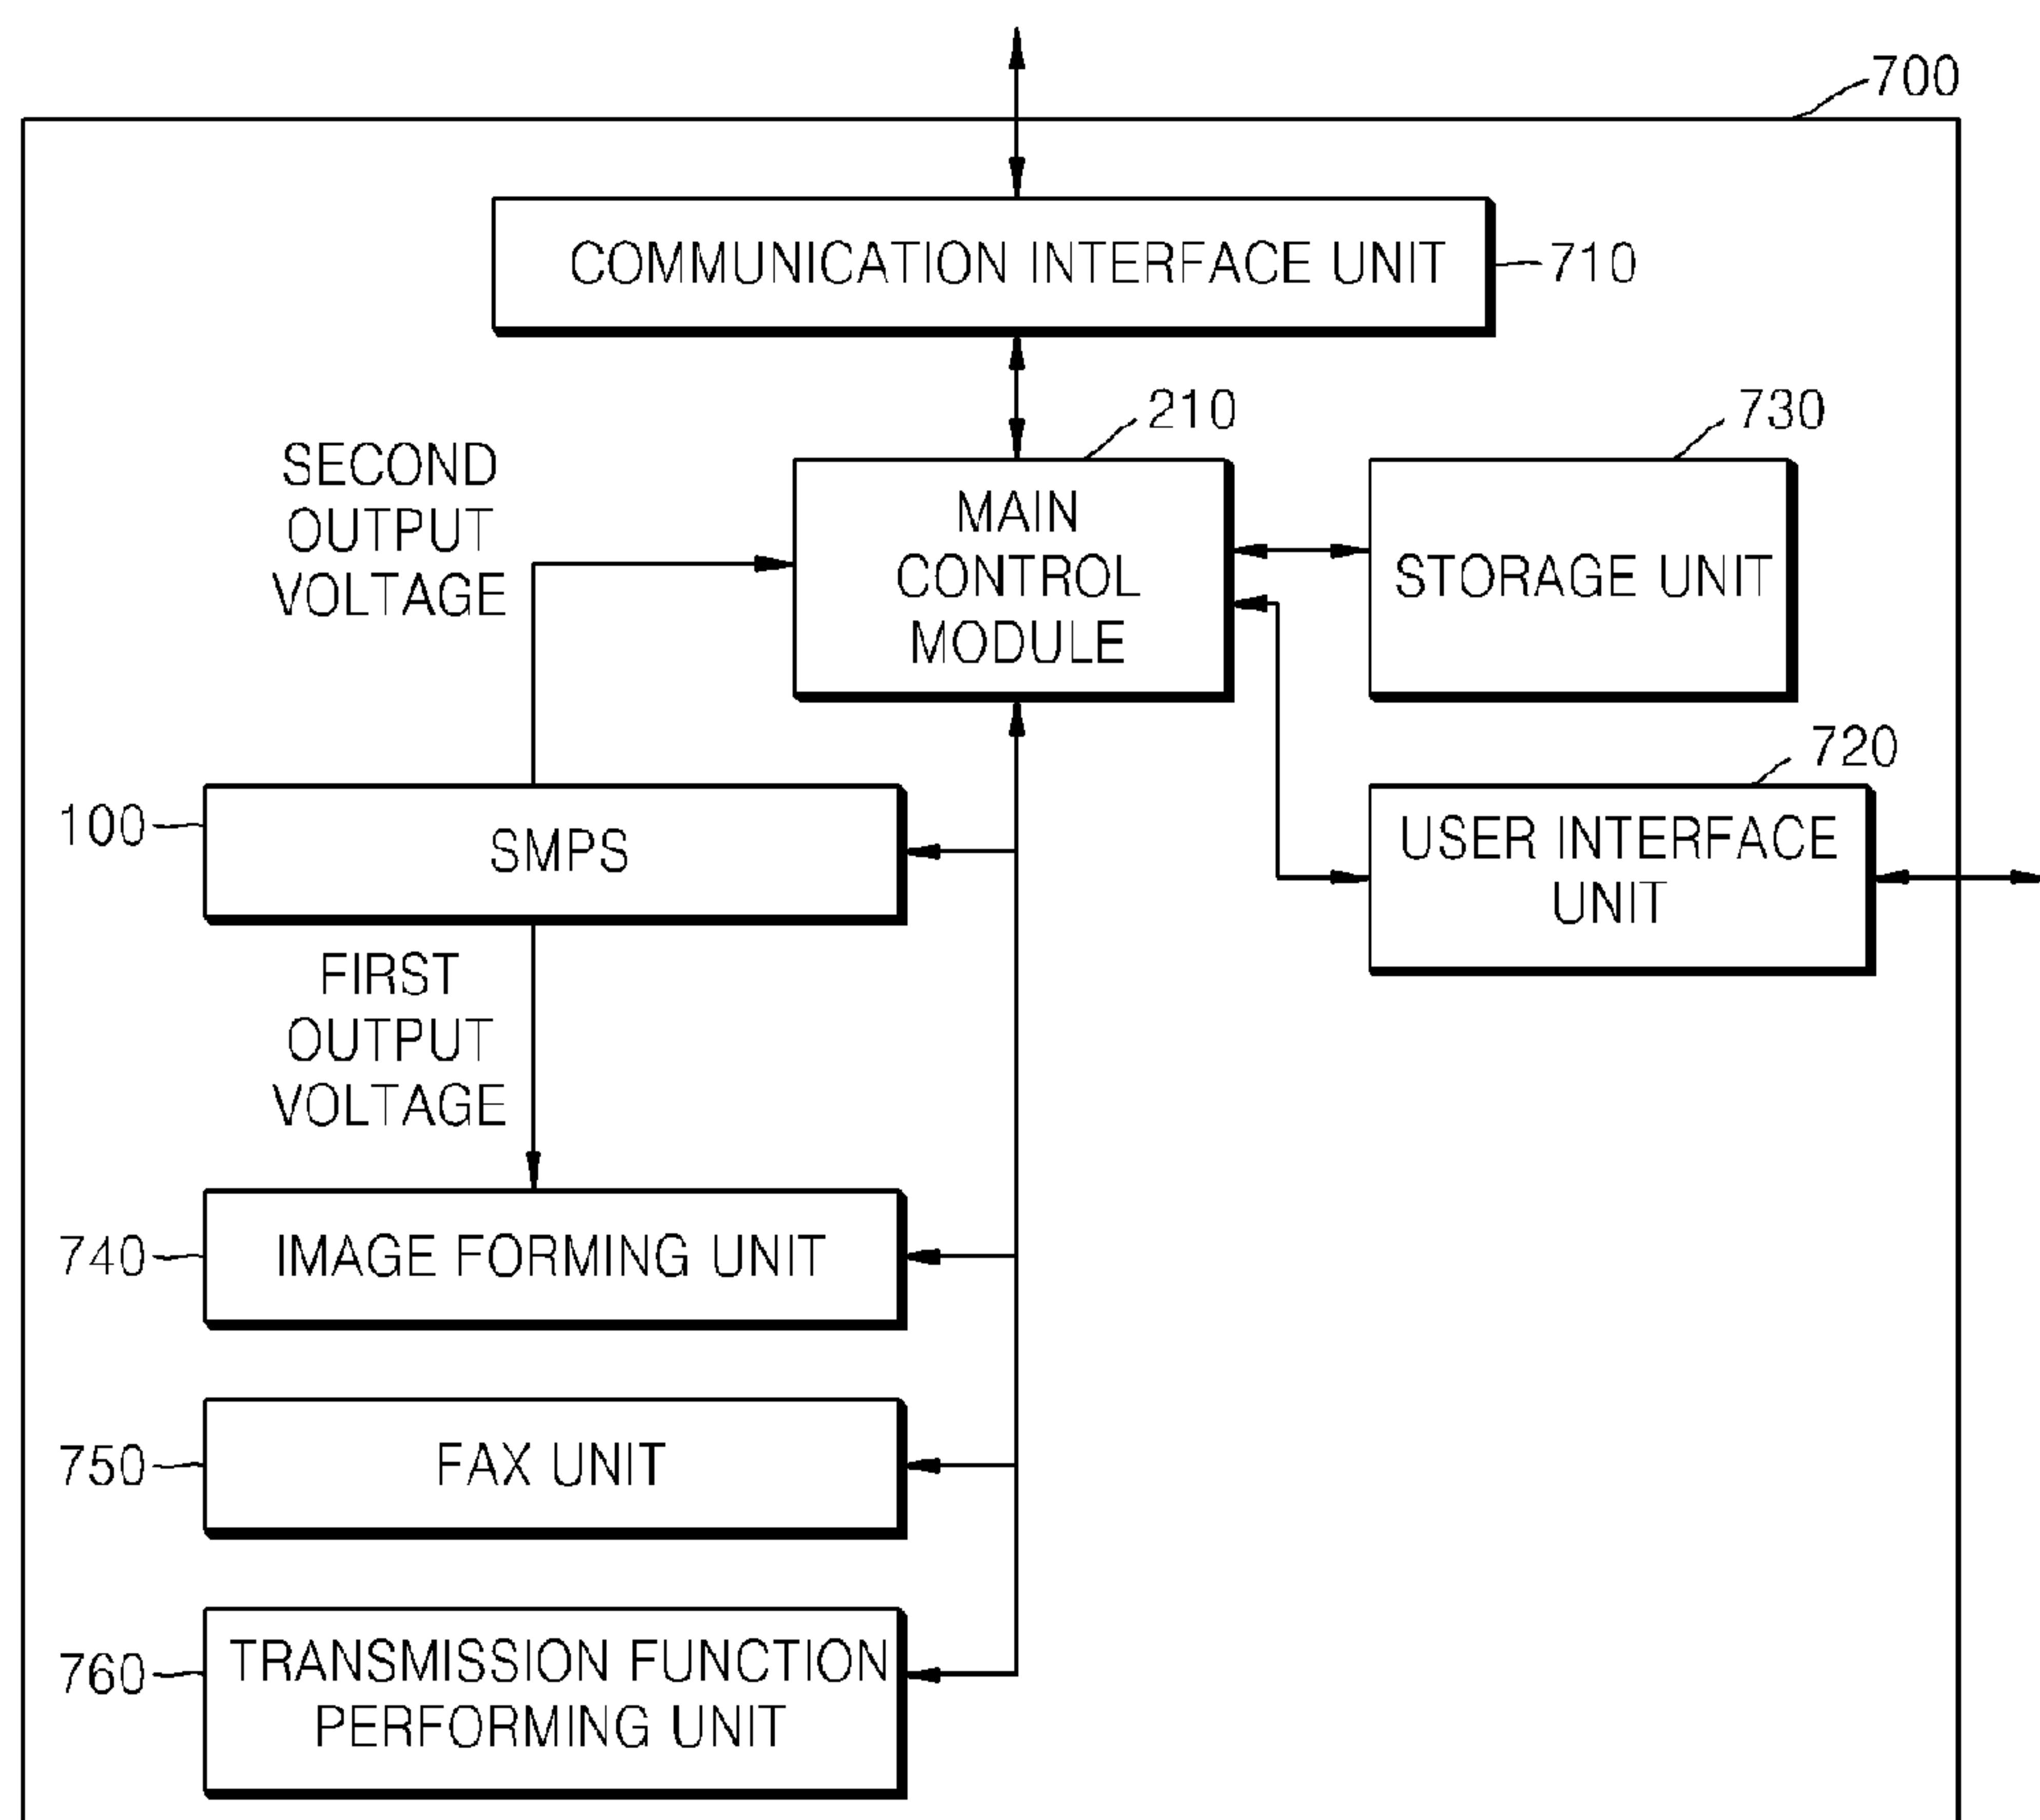 700
COMMUNICATION INTERFACE UNIT
710
210
730
SECOND
OUTPUT
VOLTAGE
MAIN
CONTROL
MODULE
STORAGE UNIT
720
100
SMPS
USER INTERFACE
UNIT
FIRST
OUTPUT
VOLTAGE
740
IMAGE FORMING UNIT
750
FAX UNIT
760
TRANSMISSION FUNCTION
PERFORMING UNIT